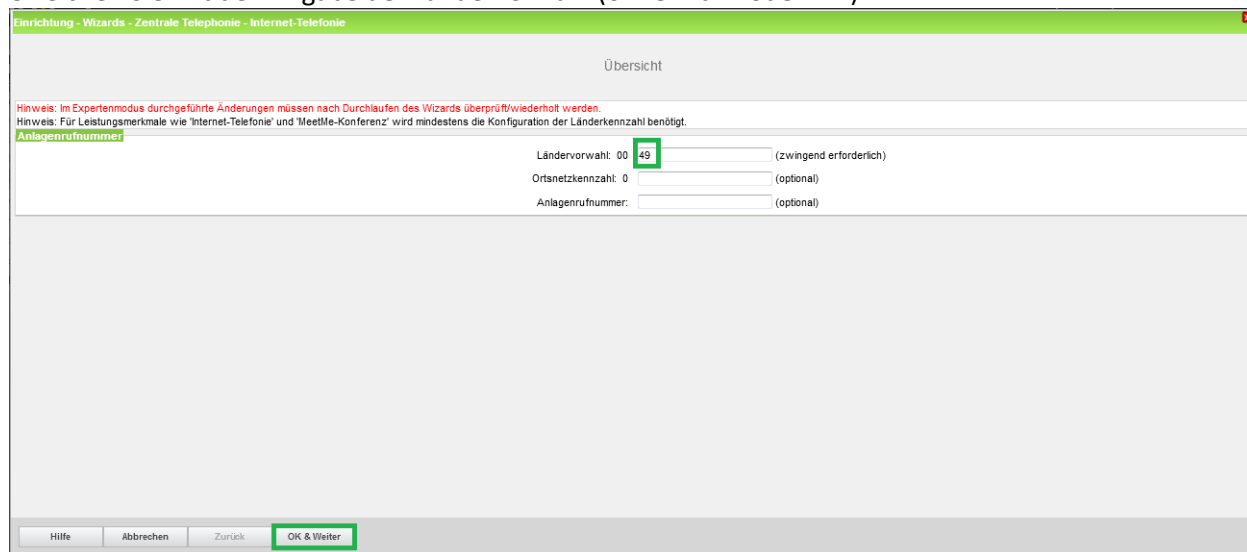 Einrichtung - Wizards - Zentrale Telephonie - Internet-Telefonie
Übersicht
Hinweis: Im Expertenmodus durchgeführte Änderungen müssen nach Durchlaufen des Wizards überprüft/wiederholt werden.
Hinweis: Für Leistungsmerkmale wie 'Internet-Telefonie' und 'MeetMe-Konferenz' wird mindestens die Konfiguration der Länderkennzahl benötigt.
Anlagenrufnummer
Ländervorwahl: 00 49 (zwingend erforderlich)
Ortsnetzkennzahl: 0 (optional)
Anlagenrufnummer: (optional)
Hilfe Abbrechen Zurück OK & Weiter